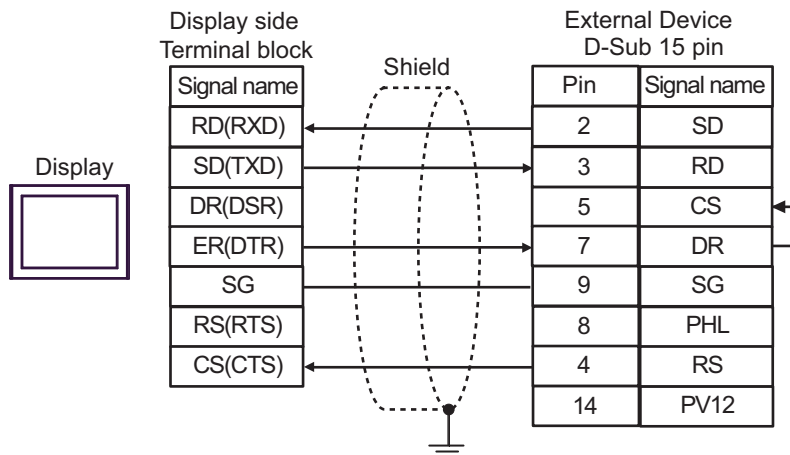 Display side
Terminal block
External Device
D-Sub 15 pin
Shield
Display
Signal name
Pin Signal name
RD(RXD) 2 SD
SD(TXD) 3 RD
DR(DSR) 5 CS
ER(DTR) 7 DR
SG 9 SG
RS(RTS) 8 PHL
CS(CTS) 4 RS
14 PV12